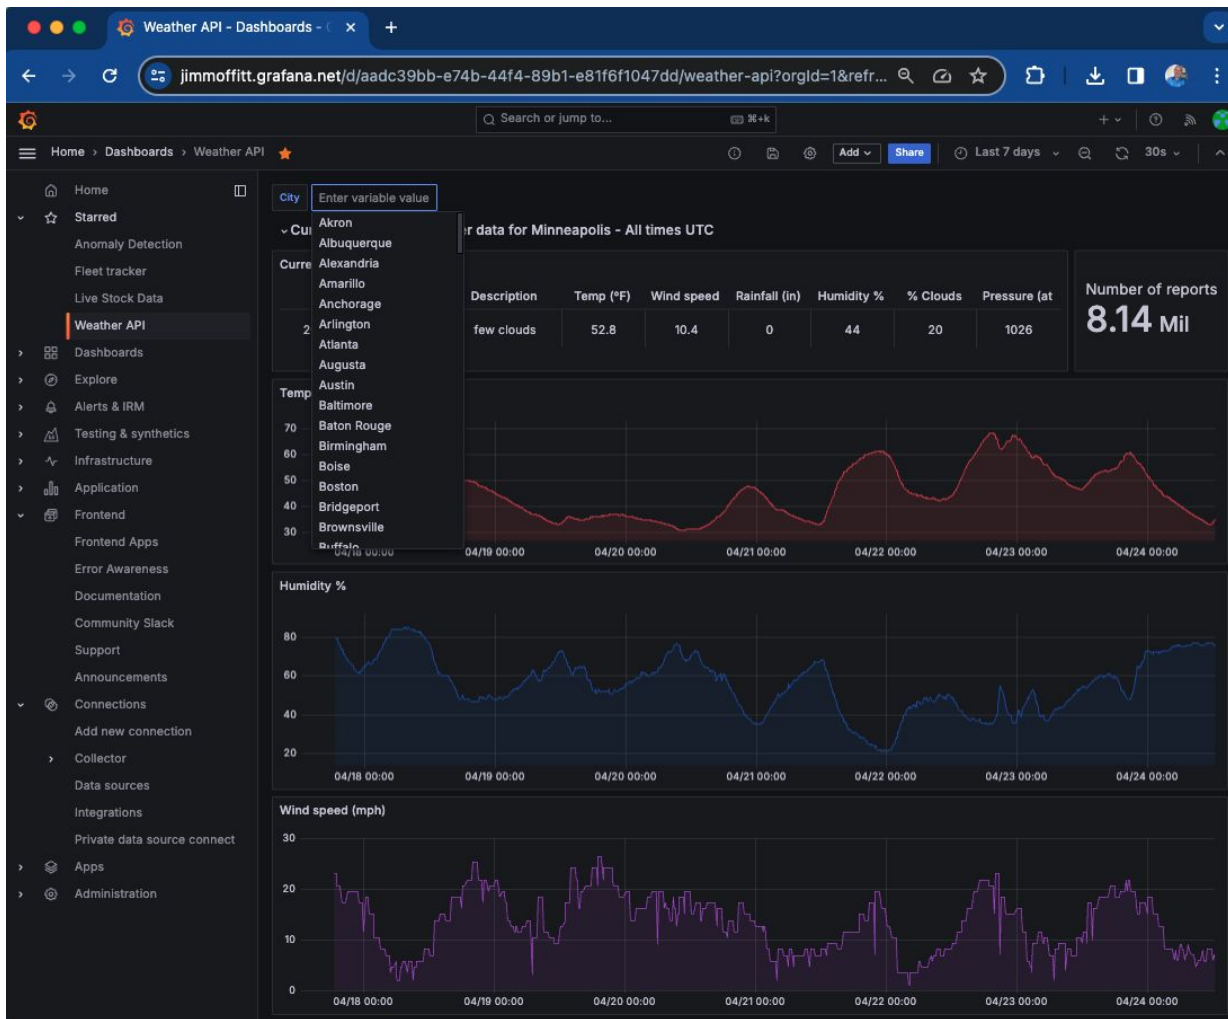 Weather API - Dashboards - G
jimmoffitt.grafana.net/d/aadc39bb-e74b-44f4-89b1-e81f6f1047dd/weather-api?orgId=1&refr...
Search or jump to... ⌘+k
Home › Dashboards › Weather API
Add Share Last 7 days 30s
Home
Starred
Anomaly Detection
Fleet tracker
Live Stock Data
Weather API
Dashboards
Explore
Alerts & IRM
Testing & synthetics
Infrastructure
Application
Frontend
Frontend Apps
Error Awareness
Documentation
Community Slack
Support
Announcements
Connections
Add new connection
Collector
Data sources
Integrations
Private data source connect
Apps
Administration
City Enter variable value
Akron
Albuquerque
Alexandria
Amarillo
Anchorage
Arlington
Atlanta
Augusta
Austin
Baltimore
Baton Rouge
Birmingham
Boise
Boston
Bridgeport
Brownsville
Buffalo
data for Minneapolis - All times UTC
Description Temp (ºF) Wind speed Rainfall (in) Humidity % % Clouds Pressure (at
few clouds 52.8 10.4 0 44 20 1026
Number of reports
8.14 Mil
70
60
50
40
30
04/18 00:00 04/19 00:00 04/20 00:00 04/21 00:00 04/22 00:00 04/23 00:00 04/24 00:00
Humidity %
80
60
40
20
04/18 00:00 04/19 00:00 04/20 00:00 04/21 00:00 04/22 00:00 04/23 00:00 04/24 00:00
Wind speed (mph)
30
20
10
0
04/18 00:00 04/19 00:00 04/20 00:00 04/21 00:00 04/22 00:00 04/23 00:00 04/24 00:00